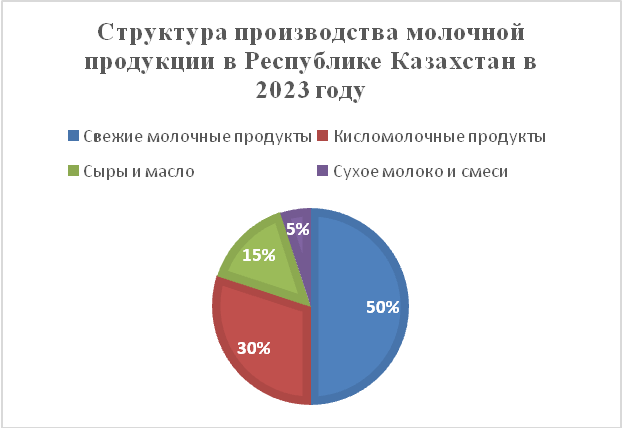 Структура производства молочной
продукции в Республике Казахстан в
2023 году
Свежие молочные продукты Кисломолочные продукты
Сыры и масло Сухое молоко и смеси
5%
15%
50%
30%